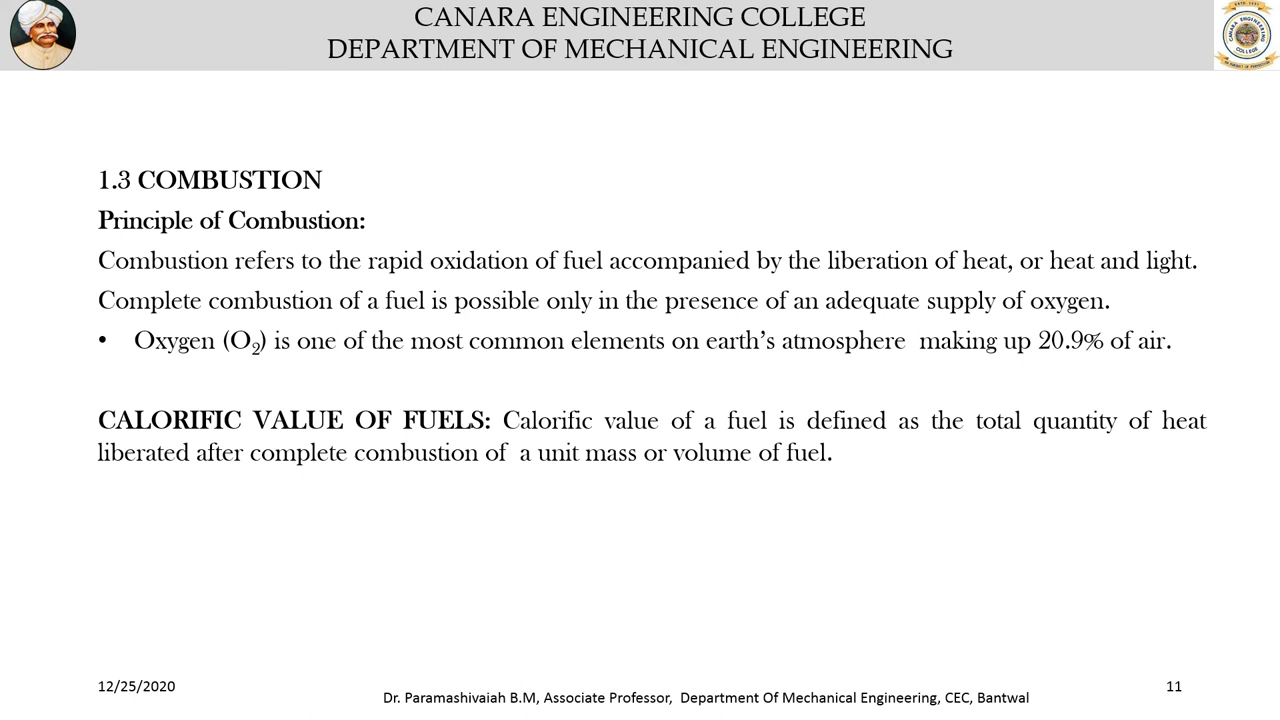 CANARA ENGINEERING COLLEGE
DEPARTMENT OF MECHANICAL ENGINEERING
CANARA ENGINEERING
COLLEGE
1.3 COMBUSTION
Principle of Combustion:
Combustion refers to the rapid oxidation of fuel accompanied by the liberation of heat, or heat and light.
Complete combustion of a fuel is possible only in the presence of an adequate supply of oxygen.
• Oxygen (O₂) is one of the most common elements on earth’s atmosphere making up 20.9% of air.
CALORIFIC VALUE OF FUELS: Calorific value of a fuel is defined as the total quantity of heat
liberated after complete combustion of a unit mass or volume of fuel.
12/25/2020
Dr. Paramashivaiah B.M, Associate Professor, Department Of Mechanical Engineering, CEC, Bantwal
11